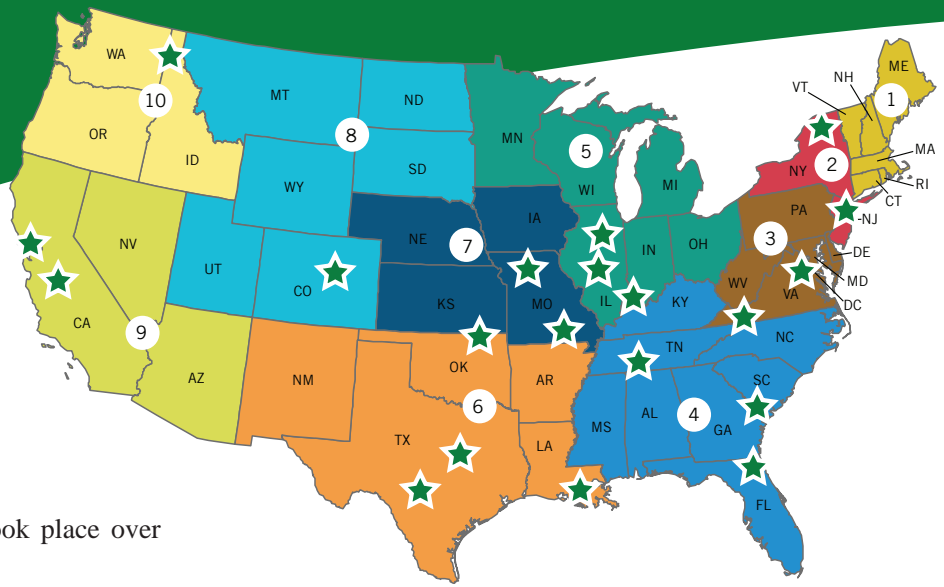 WA
MT
ND
MN
VT
NH
ME
1
10
OR
ID
8
SD
WY
5
WI
MI
NY
2
MA
RI
CT
-NJ
NV
UT
CO
NE
7
IA
IN
OH
PA
3
DE
MD
DC
WV
VA
CA
9
KS
MO
IL
KY
NC
TN
AZ
NM
OK
AR
SC
6
TX
LA
MS
AL
4
GA
FL
ook place over